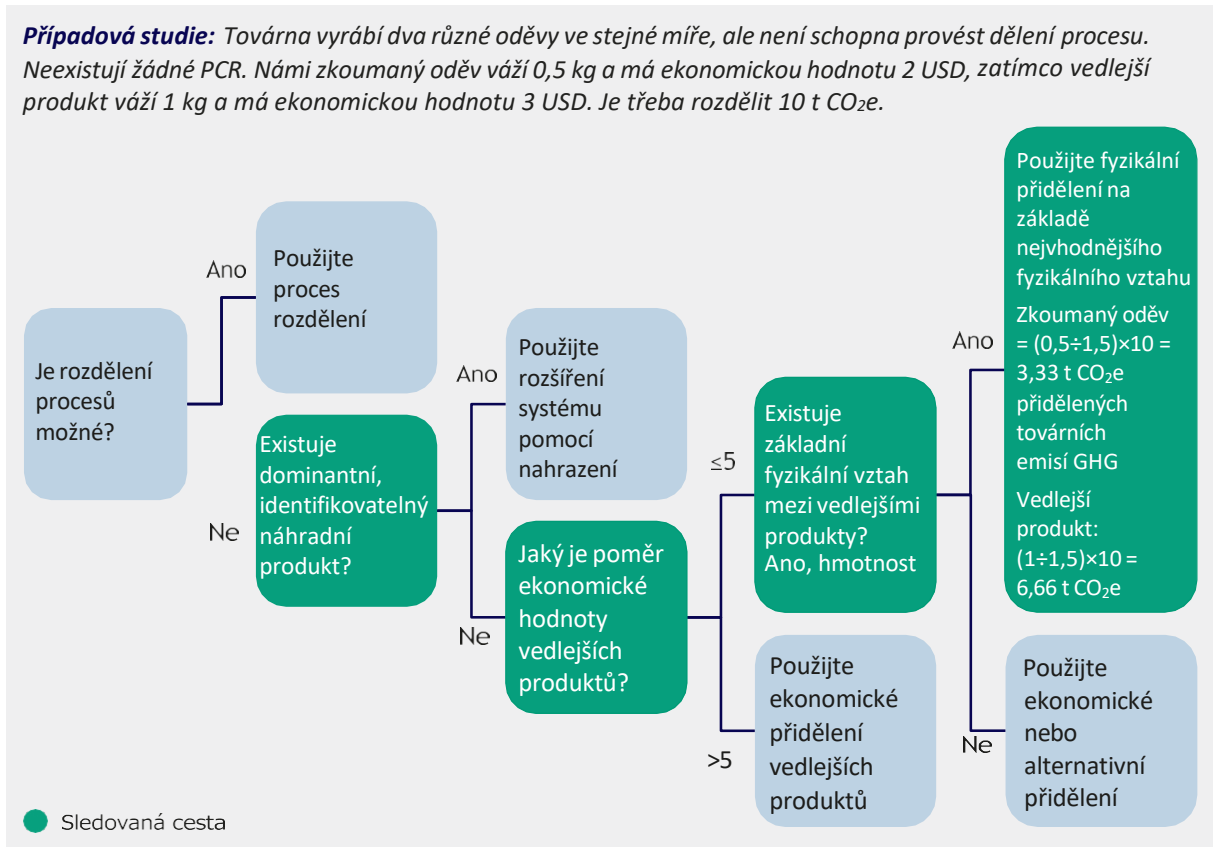 Případová studie: Továrna vyrábí dva různé oděvy ve stejné míře, ale není schopna provést dělení procesu.
Neexistují žádné PCR. Námi zkoumaný oděv váží 0,5 kg a má ekonomickou hodnotu 2 USD, zatímco vedlejší
produkt váží 1 kg a má ekonomickou hodnotu 3 USD. Je třeba rozdělit 10 t CO₂e.
Je rozdělení
procesů
možné?
Ano
Použijte
proces
rozdělení
Ne
Existuje
dominantní,
identifikovatelný
náhradní
produkt?
Ano
Použijte
rozšíření
systému
pomocí
nahrazení
Ne
Jaký je poměr
ekonomické
hodnoty
vedlejších
produktů?
≤5
Existuje
základní
fyzikální vztah
mezi vedlejšími
produkty?
Ano, hmotnost
>5
Použijte
ekonomické
přidělení
vedlejších
produktů
Ano
Použijte fyzikální
přidělení na
základě
nejvhodnějšího
fyzikálního vztahu
Zkoumaný oděv
= (0,5÷1,5)×10 =
3,33 t CO₂e
přidělených
továrních
emisí GHG
Vedlejší
produkt:
(1÷1,5)×10 =
6,66 t CO₂e
Ne
Použijte
ekonomické
nebo
alternativní
přidělení
Sledovaná cesta